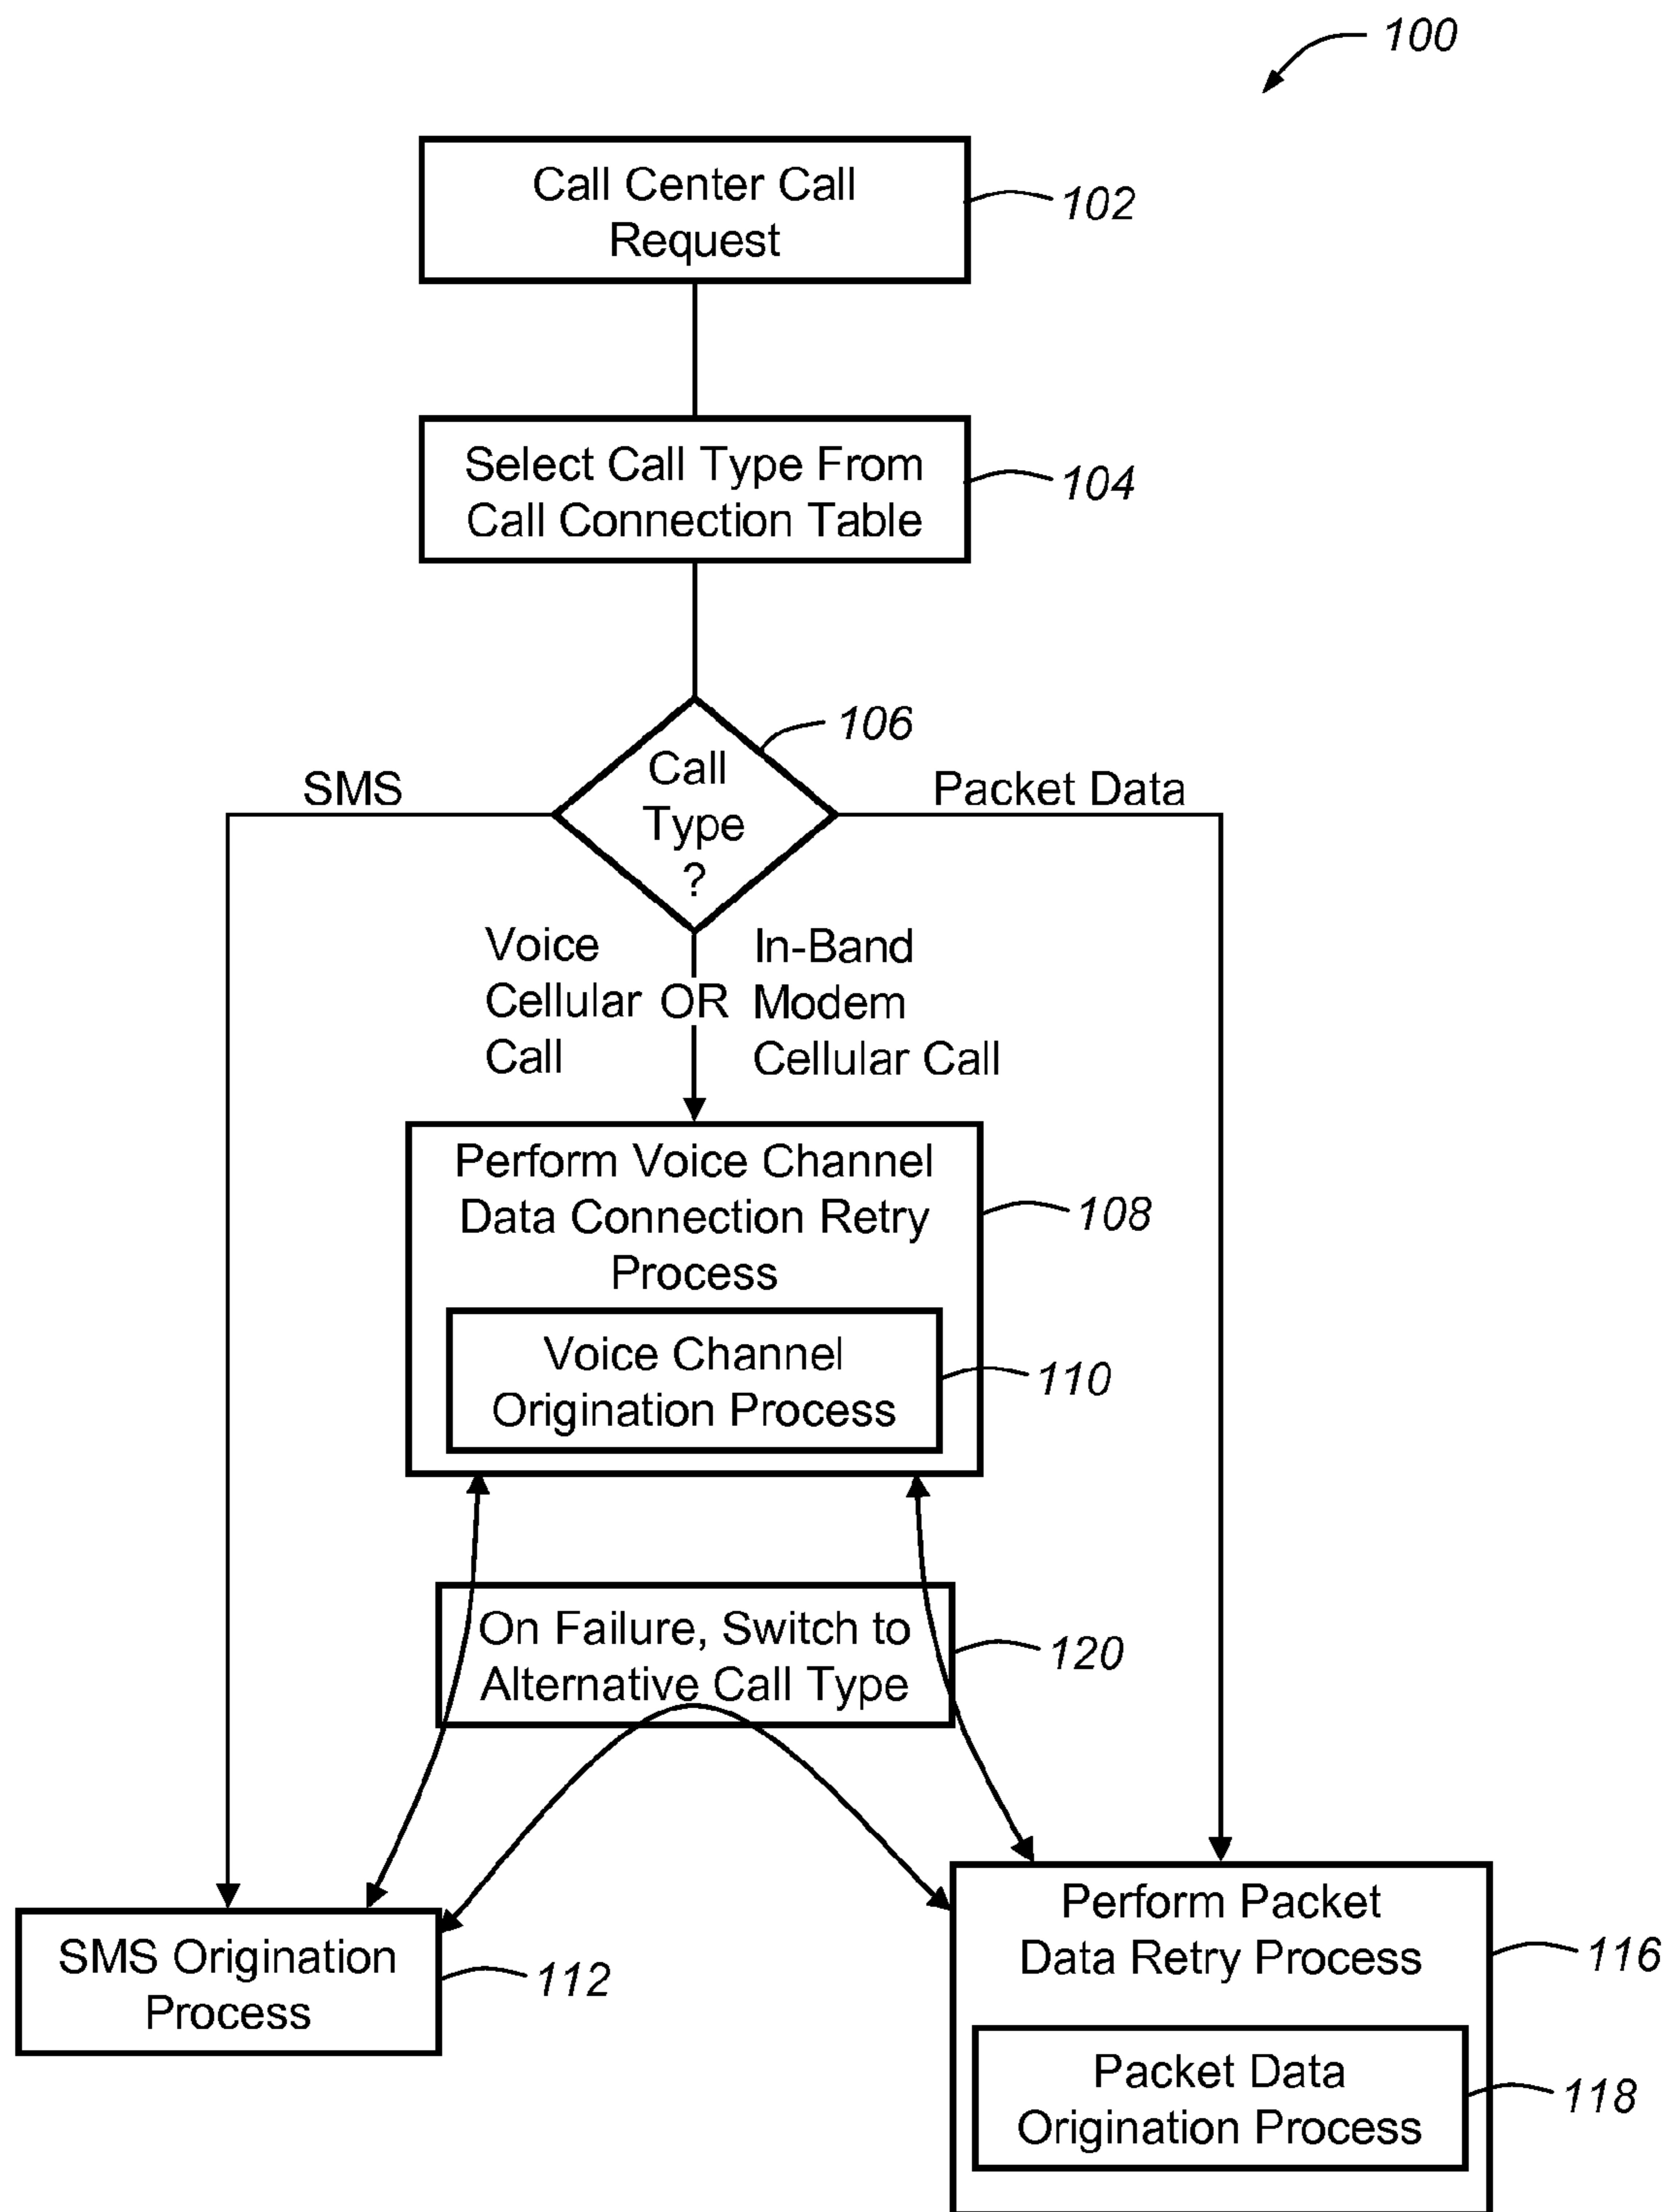 100
Call Center Call
Request
102
Select Call Type From
Call Connection Table
104
106
Call
Type
?
SMS
Packet Data
Voice
Cellular
Call
OR
In-Band
Modem
Cellular Call
Perform Voice Channel
Data Connection Retry
Process
108
Voice Channel
Origination Process
110
On Failure, Switch to
Alternative Call Type
120
SMS Origination
Process
112
Perform Packet
Data Retry Process
116
Packet Data
Origination Process
118